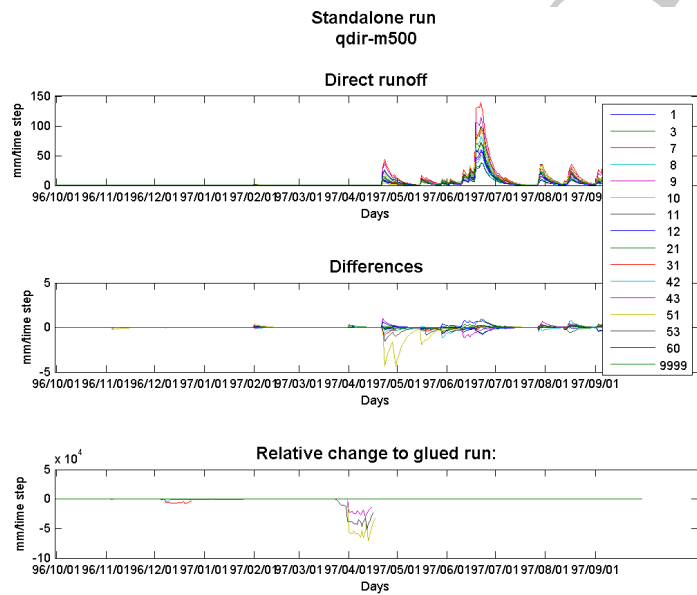 Standalone run
qdir-m500
Direct runoff
150
100
50
0
mm/time step
96/10/01 96/11/01 96/12/01 97/01/01 97/02/01 97/03/01 97/04/01 97/05/01 97/06/01 97/07/01 97/08/01 97/09/01
Days
1
3
7
8
9
10
11
12
21
31
42
43
51
53
60
9999
Differences
5
0
-5
mm/time step
96/10/01 96/11/01 96/12/01 97/01/01 97/02/01 97/03/01 97/04/01 97/05/01 97/06/01 97/07/01 97/08/01 97/09/01
Days
Relative change to glued run:
x 10^4
5
0
-5
-10
mm/time step
96/10/01 96/11/01 96/12/01 97/01/01 97/02/01 97/03/01 97/04/01 97/05/01 97/06/01 97/07/01 97/08/01 97/09/01
Days